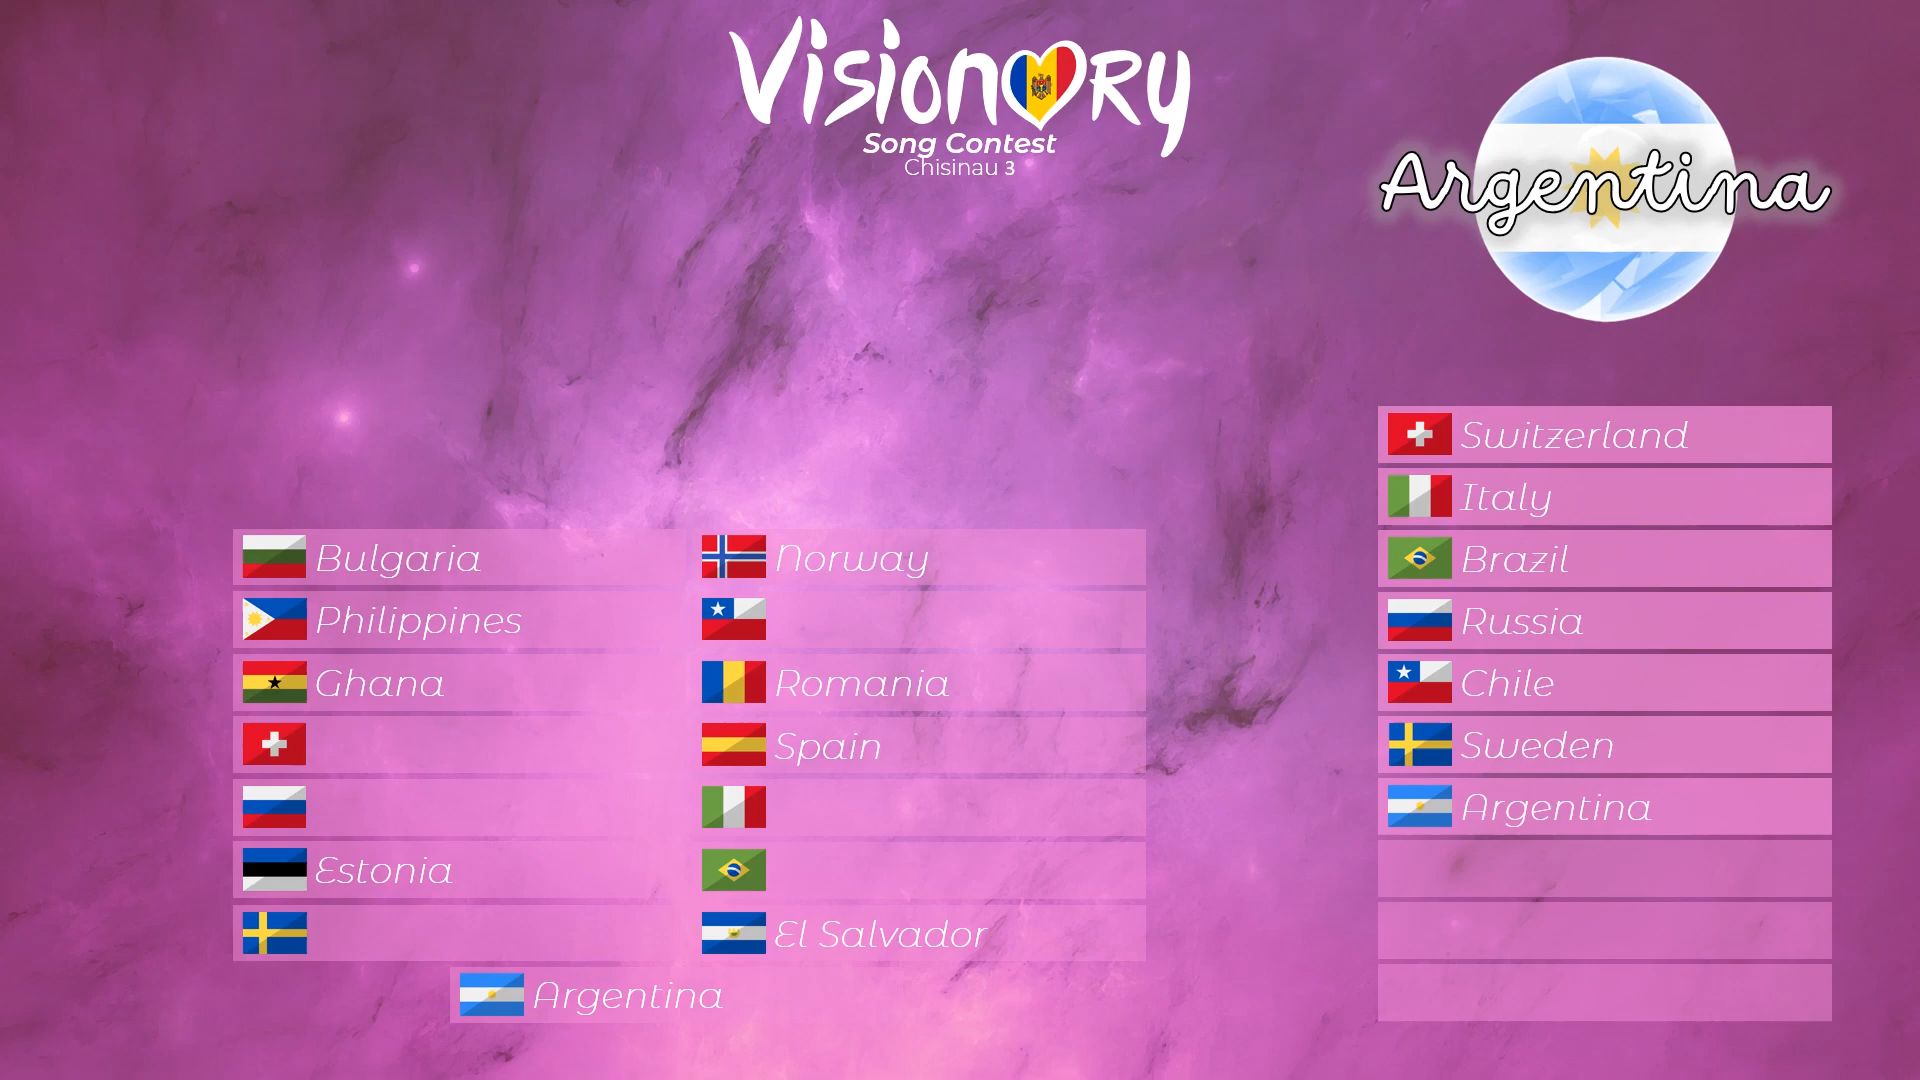 Visionary
Song Contest
Chisinau 3
Argentina
Bulgaria
Philippines
Ghana
Estonia
Norway
Romania
Spain
El Salvador
Argentina
Switzerland
Italy
Brazil
Russia
Chile
Sweden
Argentina